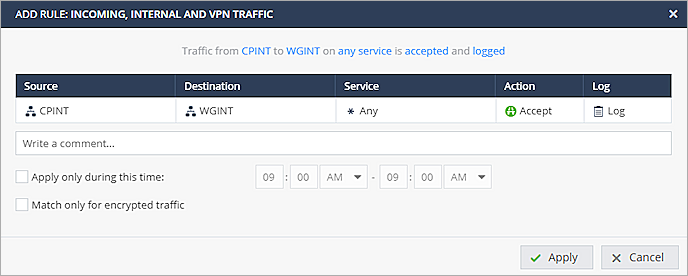 ADD RULE: INCOMING, INTERNAL AND VPN TRAFFIC
Traffic from CPINT to WGINT on any service is accepted and logged
Source Destination Service Action Log
CPINT WGINT * Any Accept Log
Write a comment...
Apply only during this time: 09 : 00 AM - 09 : 00 AM
Match only for encrypted traffic
Apply Cancel